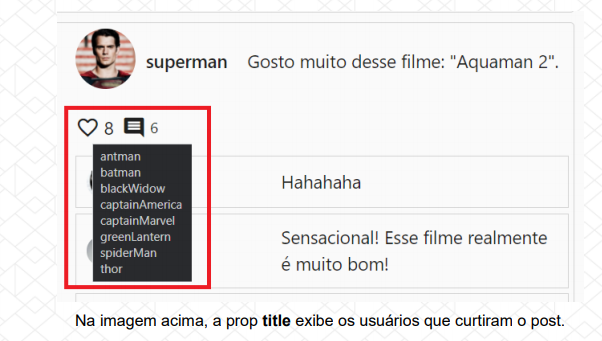 superman Gosto muito desse filme: "Aquaman 2".
8 6
antman
batman
blackWidow
captainAmerica
captainMarvel
greenLantern
spiderMan
thor
Hahahaha
Sensacional! Esse filme realmente
é muito bom!
Na imagem acima, a prop title exibe os usuários que curtiram o post.